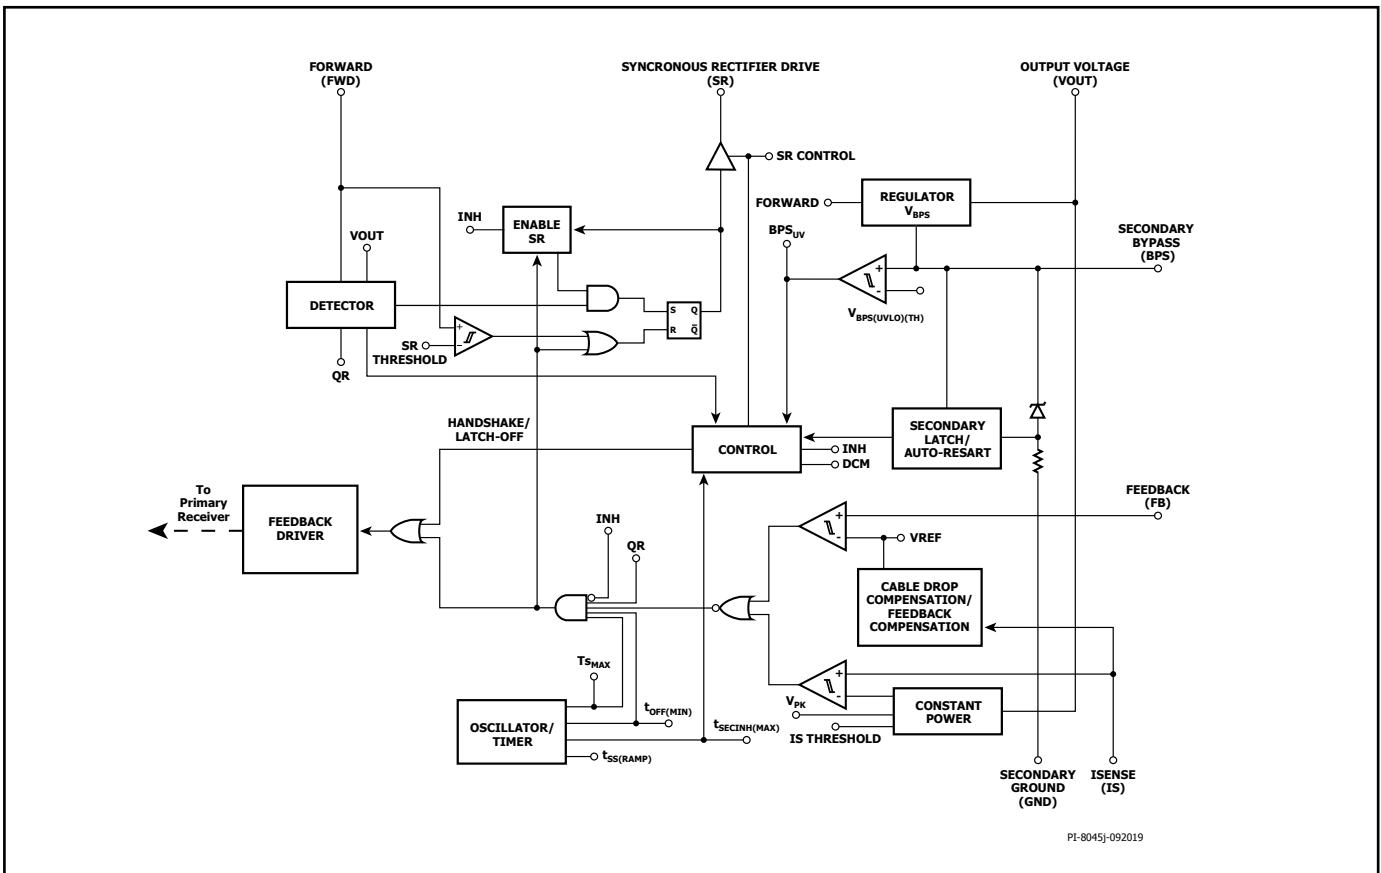 FORWARD
(FWD)
SYNCRONOUS RECTIFIER DRIVE
(SR)
OUTPUT VOLTAGE
(VOUT)
SR CONTROL
REGULATOR
VBPS
FORWARD
INH
ENABLE
SR
BPSUV
SECONDARY
BYPASS
(BPS)
VOUT
DETECTOR
+
-
VBPS(UVLO)(TH)
S Q
R Q̅
+
-
SR
THRESHOLD
QR
HANDSHAKE/
LATCH-OFF
CONTROL
SECONDARY
LATCH/
AUTO-RESART
INH
DCM
To
Primary
Receiver
FEEDBACK
DRIVER
INH
QR
FEEDBACK
(FB)
+
-
VREF
CABLE DROP
COMPENSATION/
FEEDBACK
COMPENSATION
TsMAX
+
-
OSCILLATOR/
TIMER
tOFF(MIN)
tSECINH(MAX)
tSS(RAMP)
VPK
IS THRESHOLD
CONSTANT
POWER
SECONDARY
GROUND
(GND)
ISENSE
(IS)
PI-8045j-092019